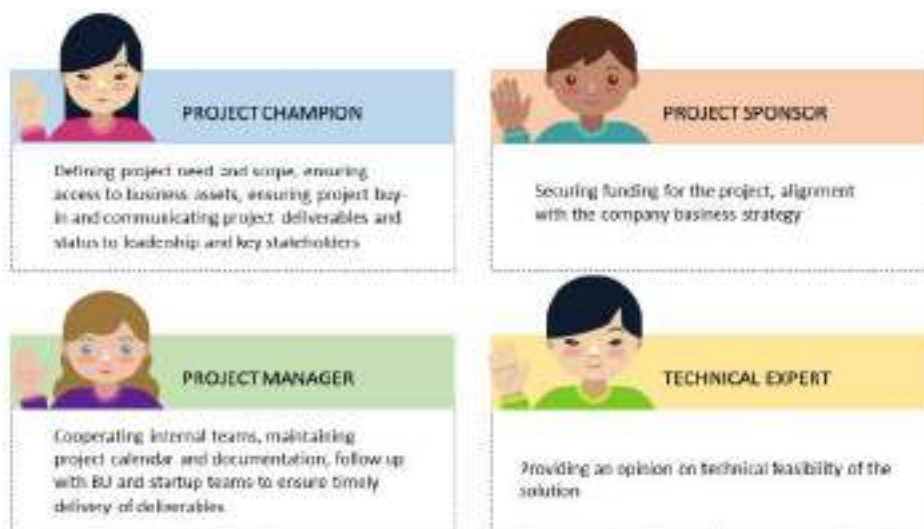 PROJECT CHAMPION
Defining project need and scope, ensuring
access to business assets, ensuring project buy-
in and communicating project deliverables and
status to leadership and key stakeholders
PROJECT SPONSOR
Securing funding for the project, alignment
with the company business strategy
PROJECT MANAGER
Cooperating internal teams, maintaining
project calendar and documentation, follow up
with BU and startup teams to ensure timely
delivery of deliverables
TECHNICAL EXPERT
Providing an opinion on technical feasibility of the
solution